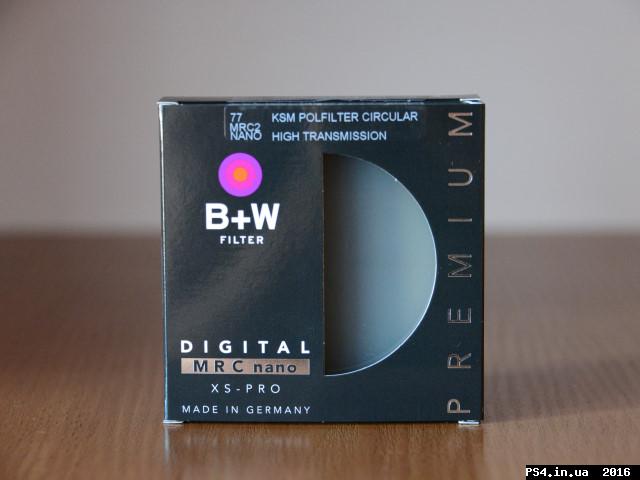 77 KSM POLFILTER CIRCULAR
MRC2
NANO HIGH TRANSMISSION
B+W
FILTER
DIGITAL
MRC nano
XS-PRO
MADE IN GERMANY
PREMIUM
PS4.in.ua 2016